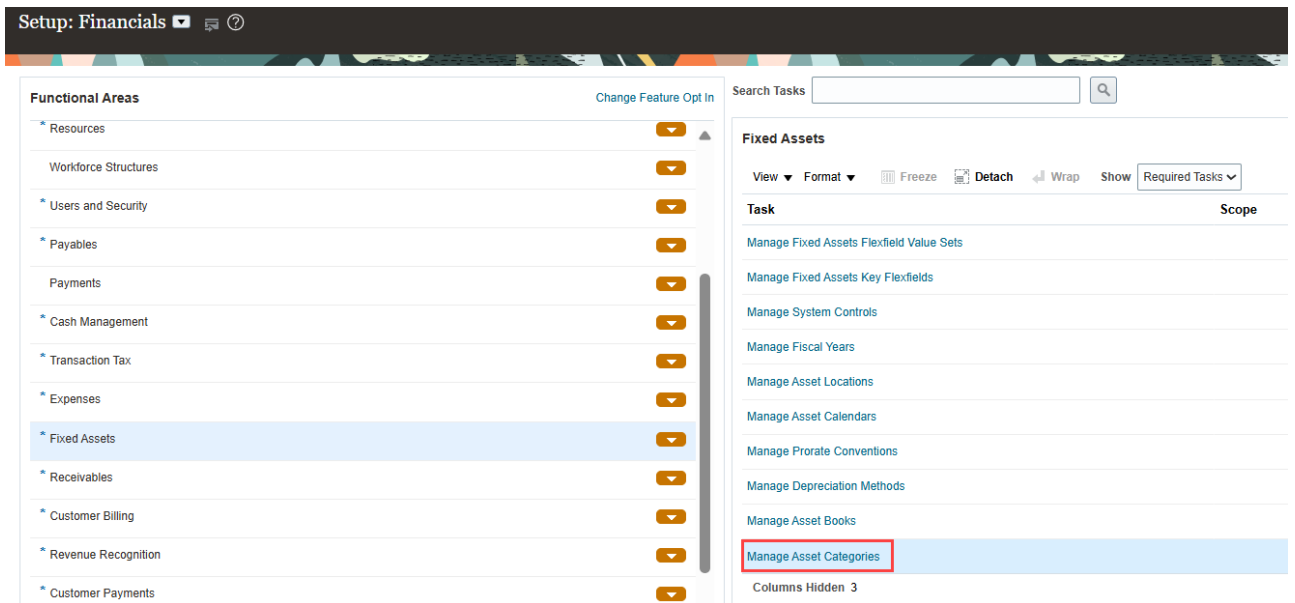 Setup: Financials
Functional Areas
Change Feature Opt In
* Resources
Workforce Structures
* Users and Security
* Payables
Payments
* Cash Management
* Transaction Tax
* Expenses
* Fixed Assets
* Receivables
* Customer Billing
* Revenue Recognition
* Customer Payments
Search Tasks
Fixed Assets
View Format Freeze Detach Wrap Show Required Tasks
Task Scope
Manage Fixed Assets Flexfield Value Sets
Manage Fixed Assets Key Flexfields
Manage System Controls
Manage Fiscal Years
Manage Asset Locations
Manage Asset Calendars
Manage Prorate Conventions
Manage Depreciation Methods
Manage Asset Books
Manage Asset Categories
Columns Hidden 3